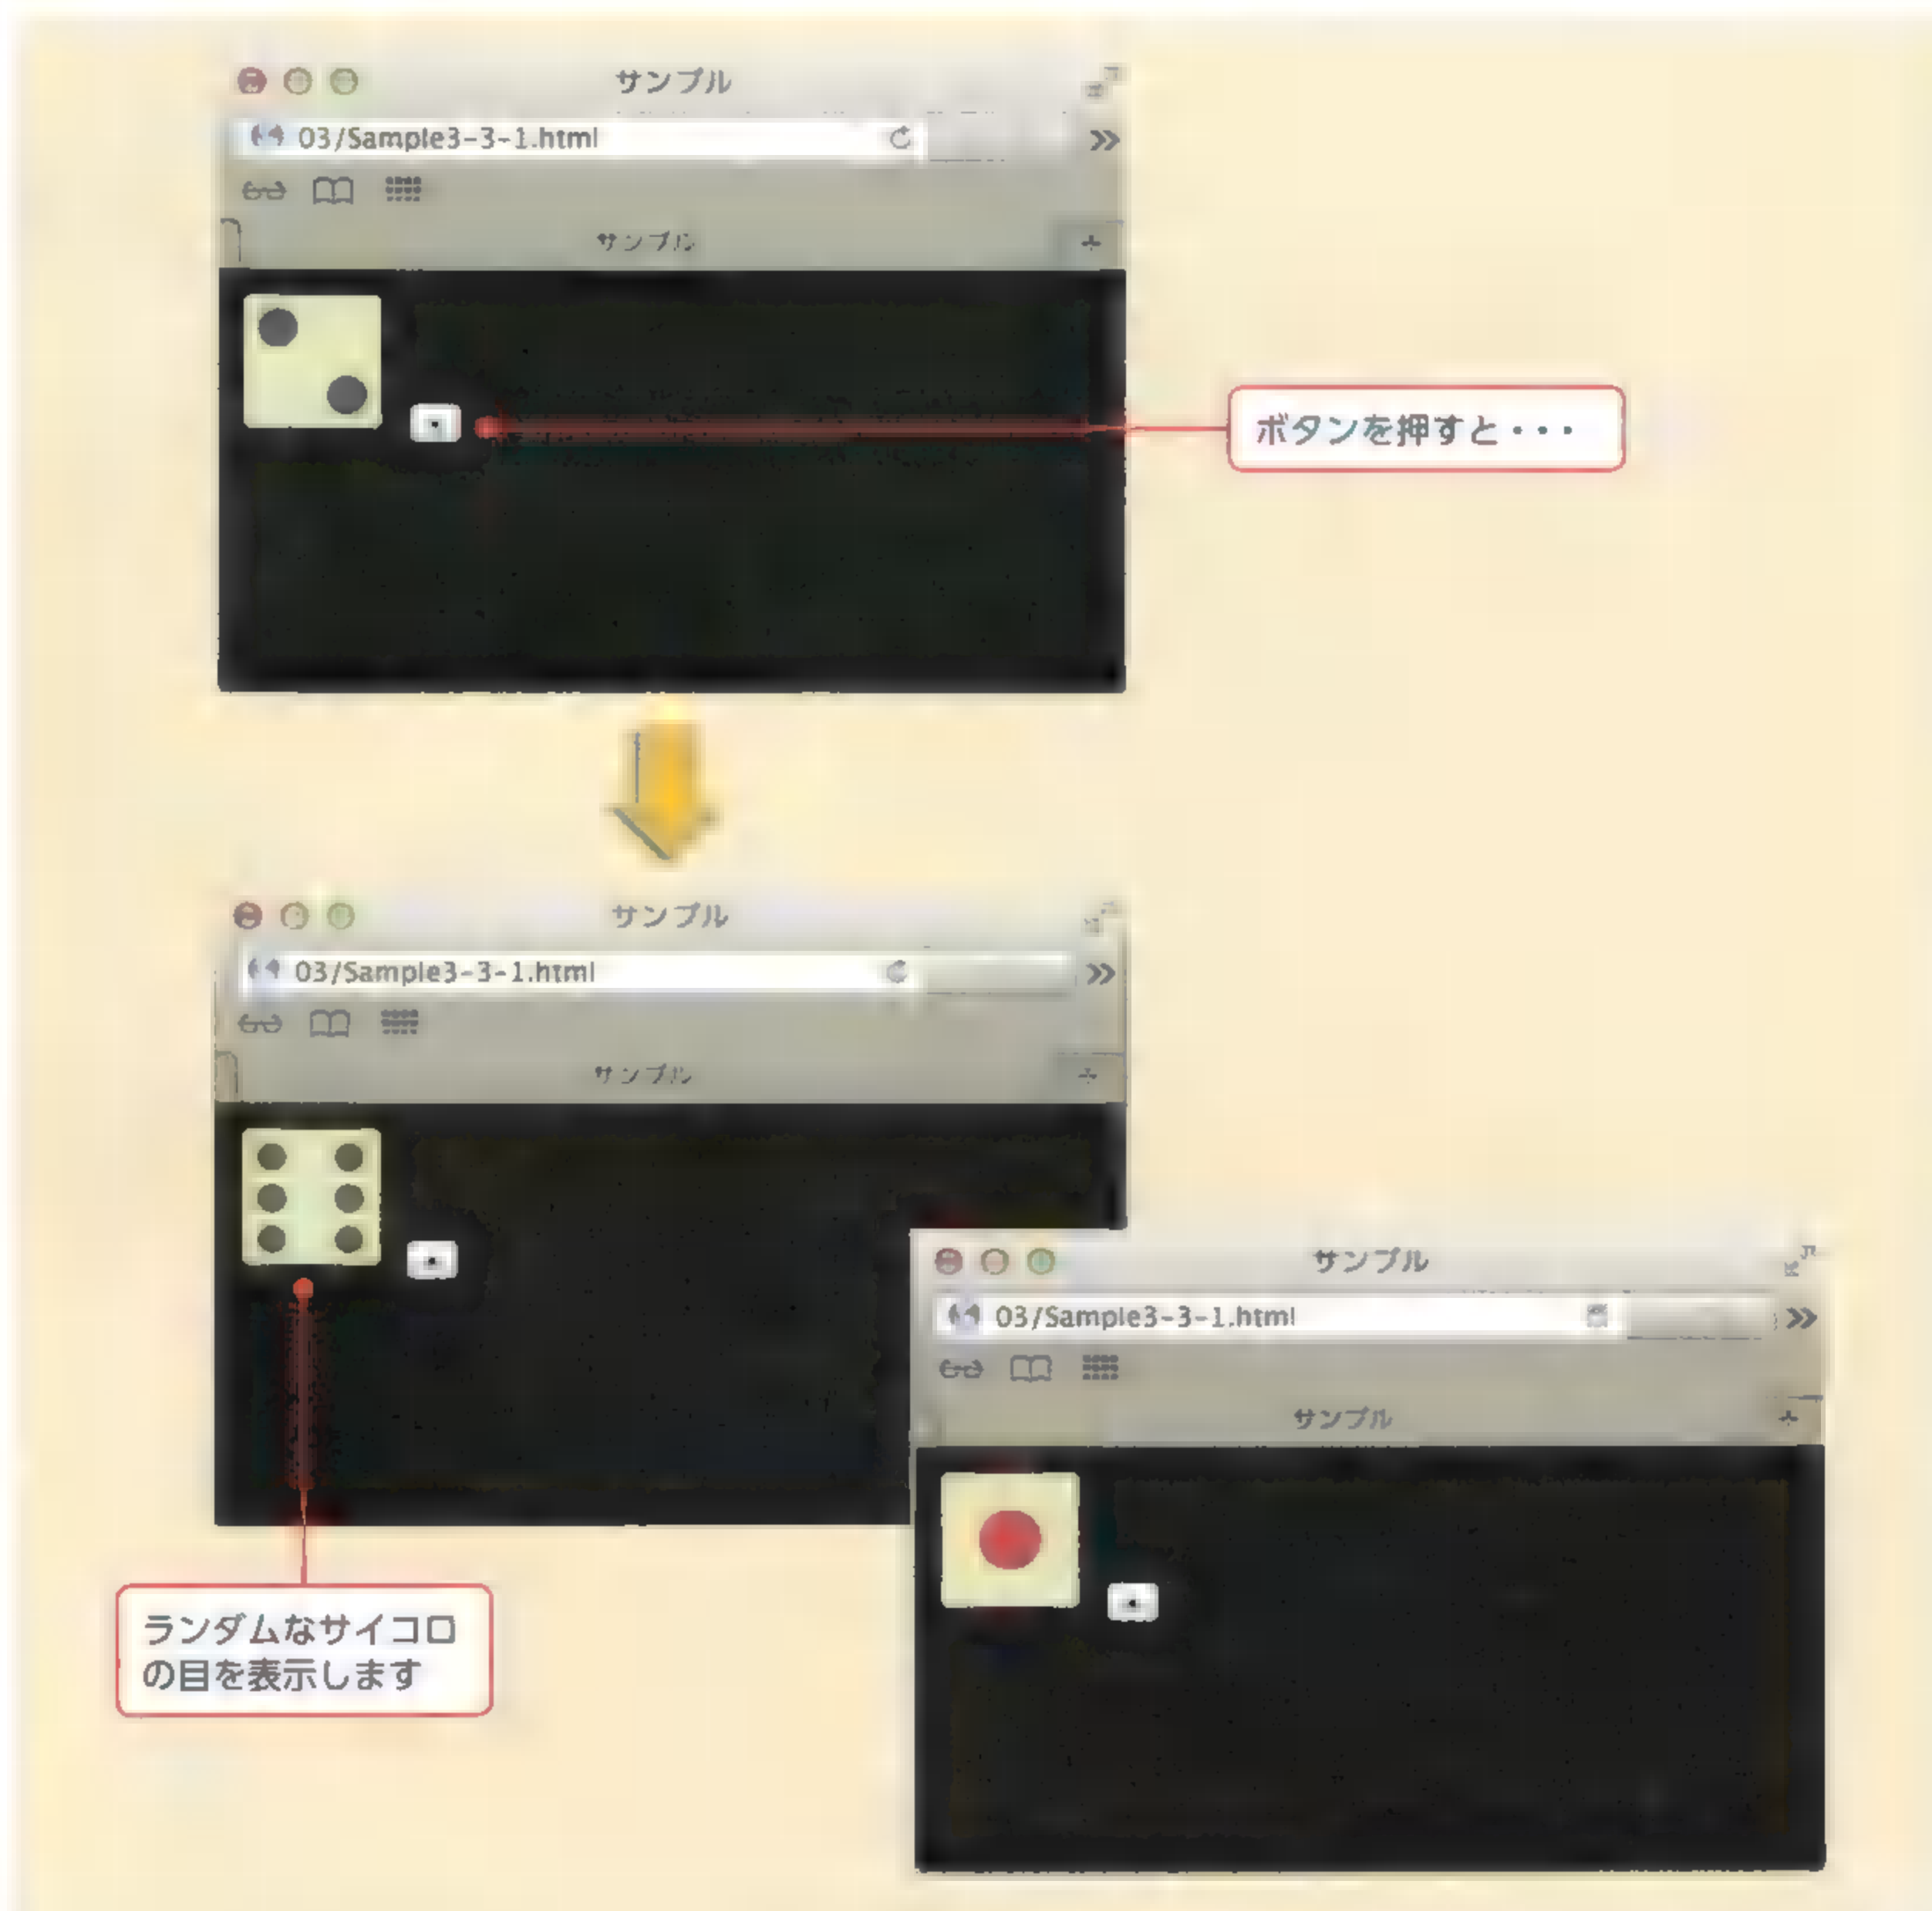 サンプル
03/Sample3-3-1.html
サンプル
ボタンを押すと・・・
サンプル
03/Sample3-3-1.html
サンプル
サンプル
03/Sample3-3-1.html
サンプル
ランダムなサイコロ
の目を表示します